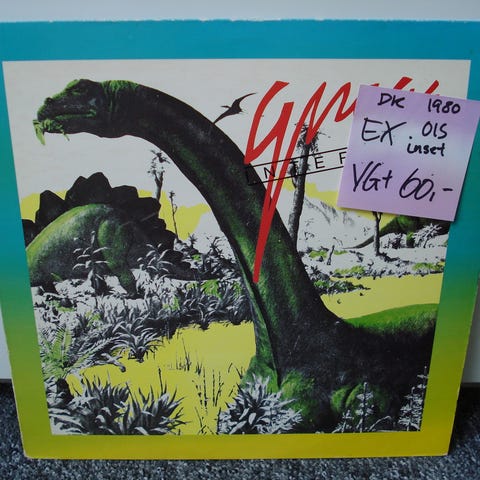 DK 1980
EX. OIS
inset
VG+ 60,-